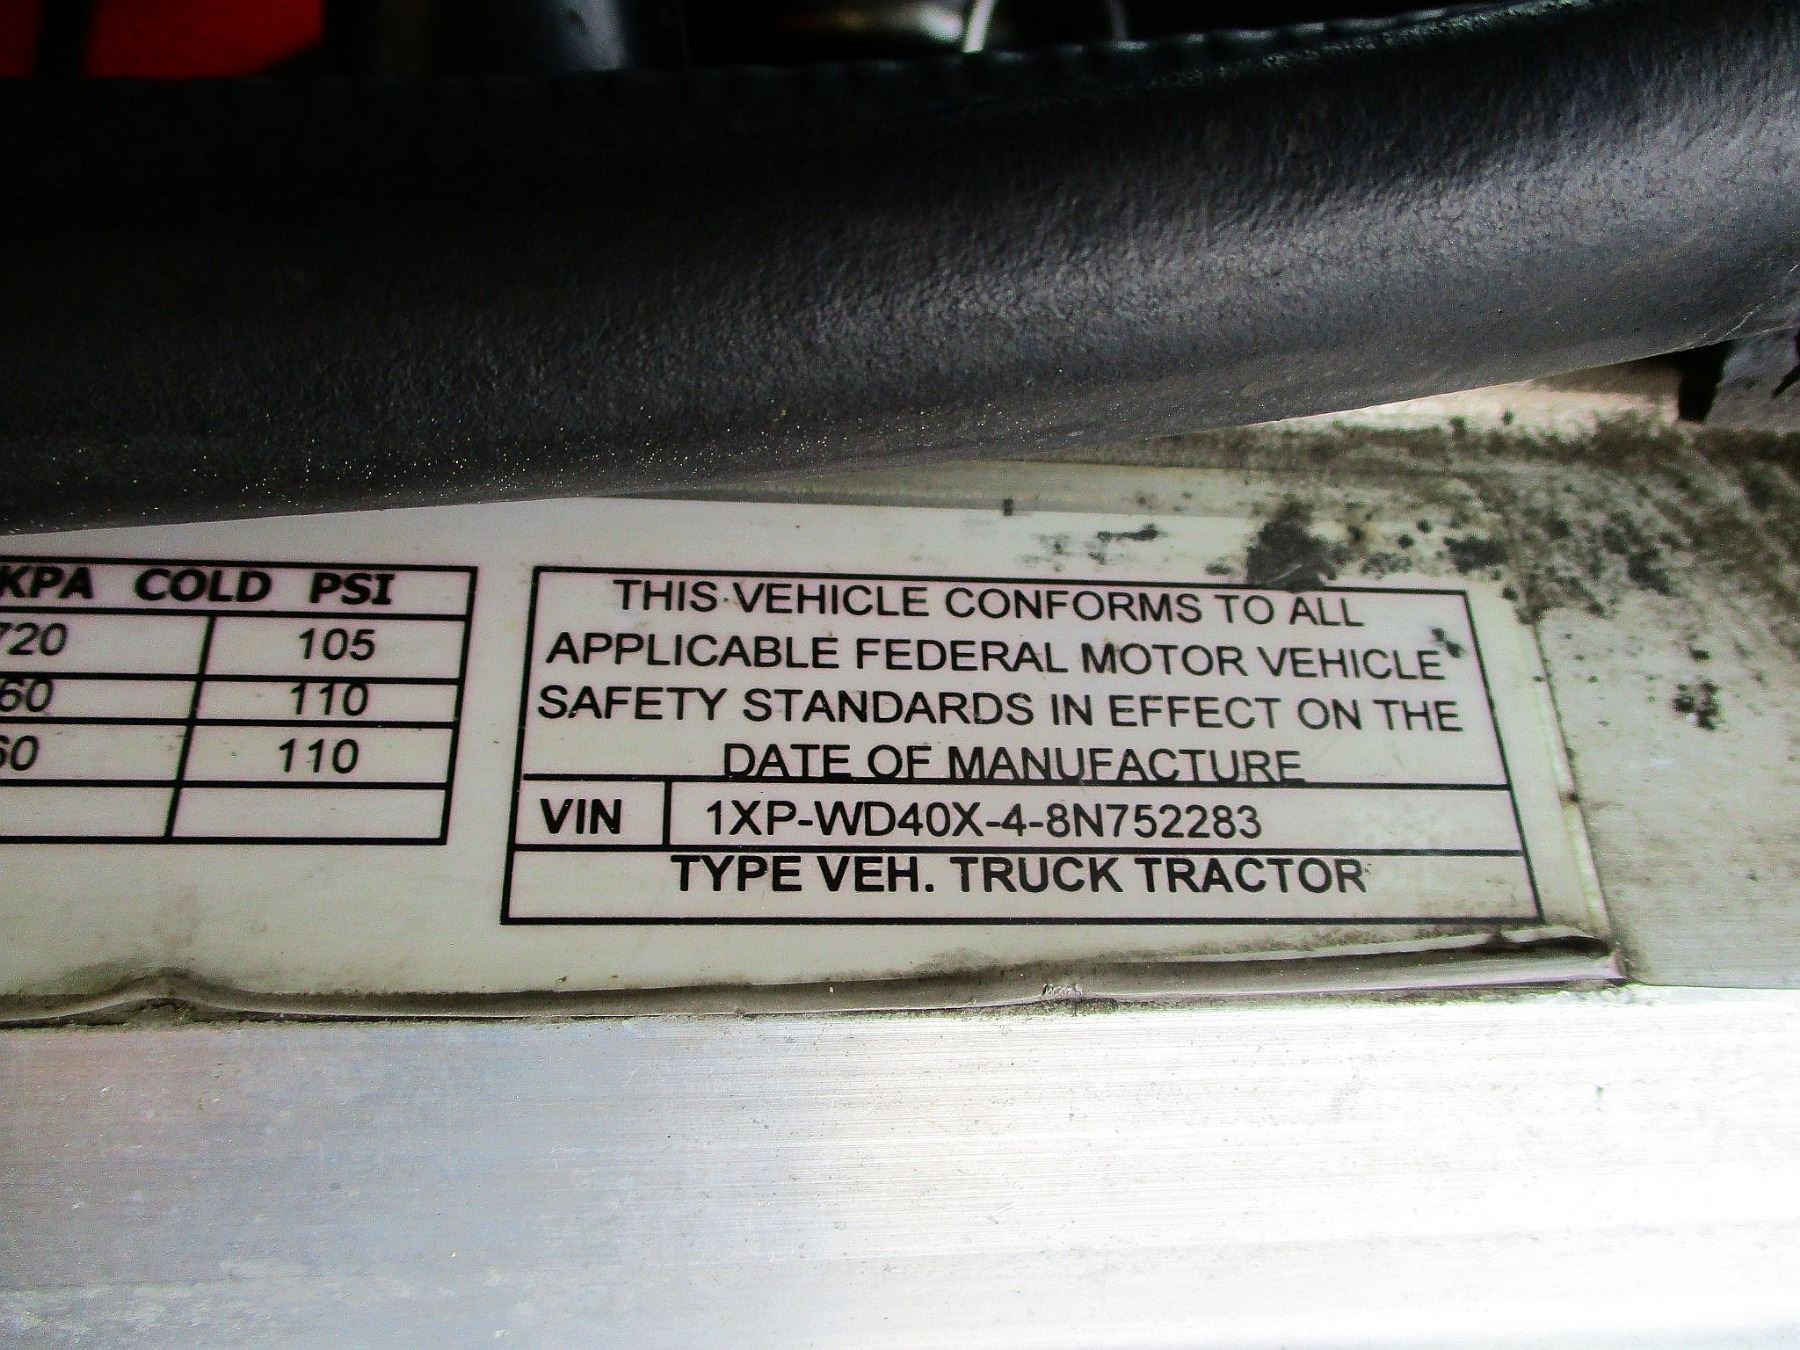 KPA COLD PSI
720 105
60 110
60 110
THIS VEHICLE CONFORMS TO ALL
APPLICABLE FEDERAL MOTOR VEHICLE
SAFETY STANDARDS IN EFFECT ON THE
DATE OF MANUFACTURE
VIN 1XP-WD40X-4-8N752283
TYPE VEH. TRUCK TRACTOR